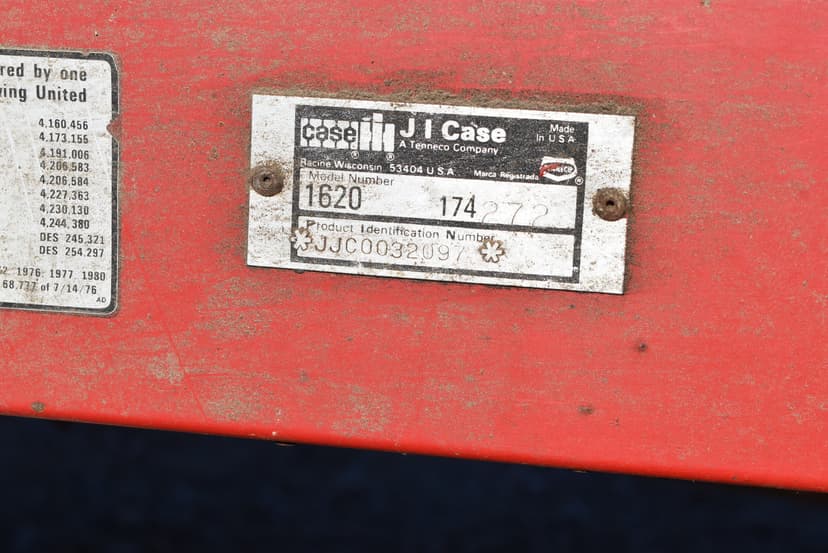 red by one
ing United
4,160,456
4,173,155
4,191,006
4,206,583
4,206,584
4,227,363
4,230,130
4,244,380
DES 245,321
DES 254,297
2 1976 1977 1980
68,737 of 7/14/76
AD
case IH
J I Case
A Tenneco Company
Made
In U S A
Racine, Wisconsin 53404 U.S.A.
Marca Registrada
Model Number
1620 174272
Product Identification Number
*JJC0032097*